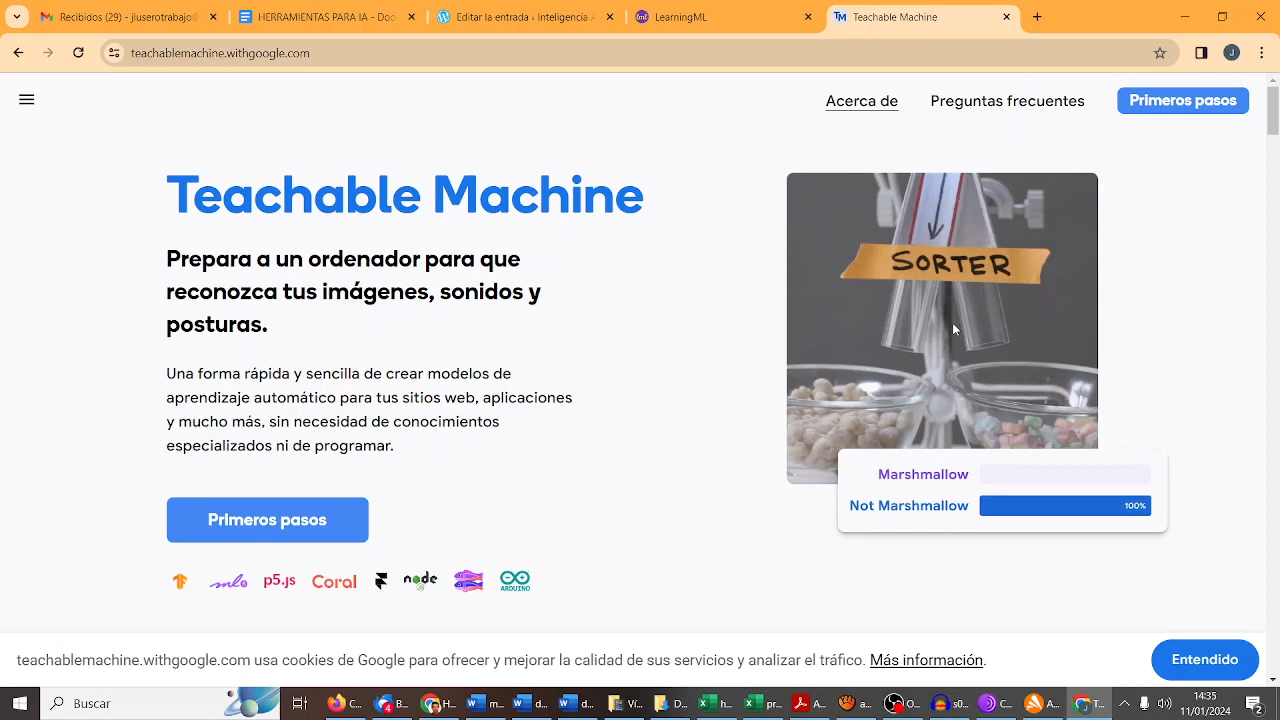 Recibidos (29) - jluserotrabajo@
HERRAMIENTAS PARA IA - Doc
Editar la entrada ‹ Inteligencia A
LearningML
Teachable Machine
teachablemachine.withgoogle.com
J
Acerca de
Preguntas frecuentes
Primeros pasos
Teachable Machine
Prepara a un ordenador para que
reconozca tus imágenes, sonidos y
posturas.
Una forma rápida y sencilla de crear modelos de
aprendizaje automático para tus sitios web, aplicaciones
y mucho más, sin necesidad de conocimientos
especializados ni de programar.
SORTER
Marshmallow
Not Marshmallow
100%
Primeros pasos
mls
p5.js
Coral
node
ARDUINO
teachablemachine.withgoogle.com usa cookies de Google para ofrecer y mejorar la calidad de sus servicios y analizar el tráfico. Más información.
Entendido
Buscar
14:35
11/01/2024